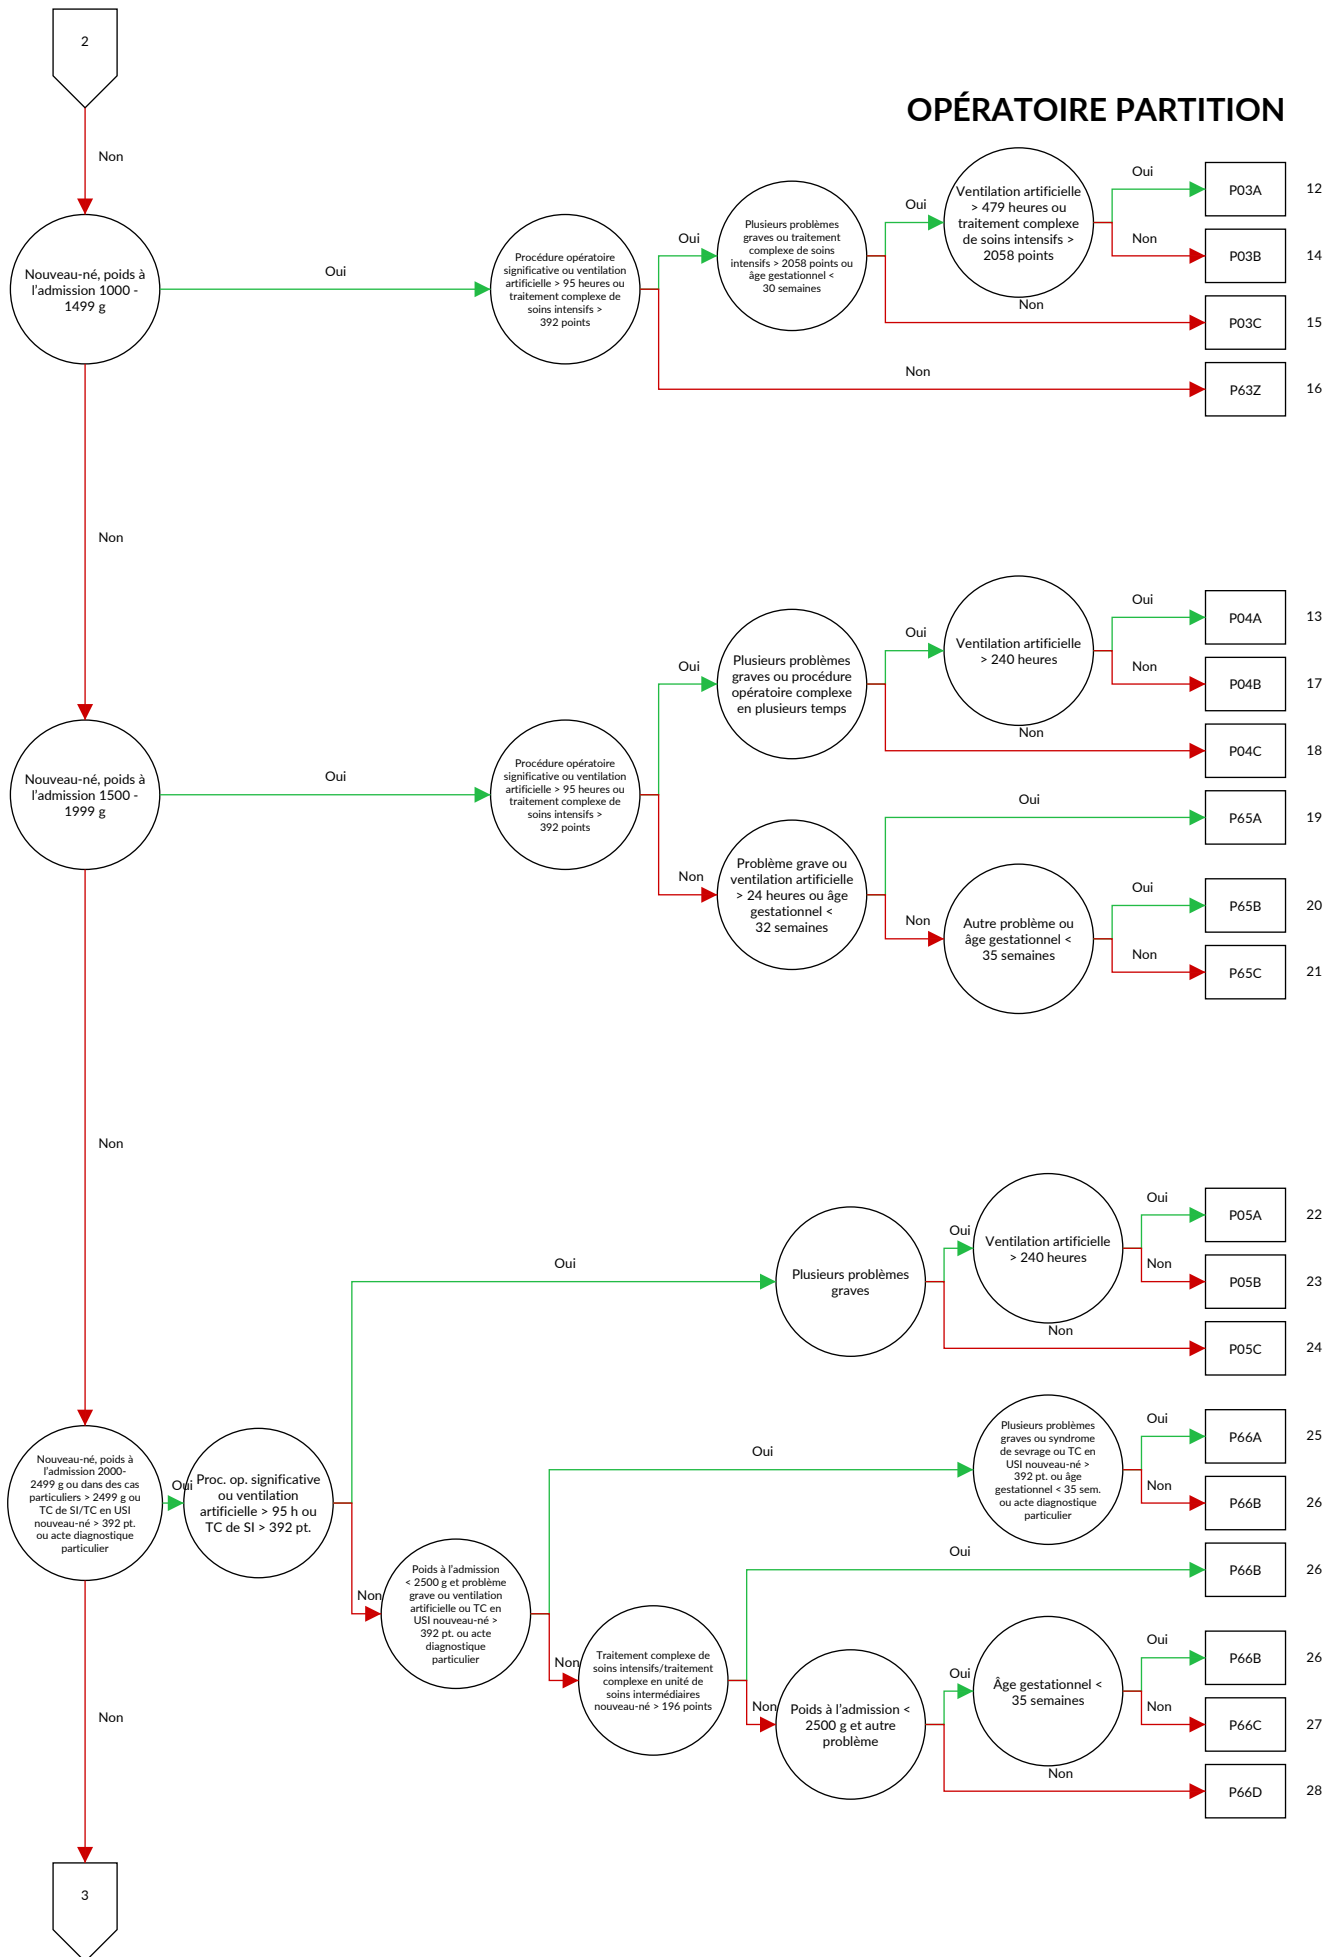 2
OPÉRATOIRE PARTITION
Non
Nouveau-né, poids à
l'admission 1000 -
1499 g
Oui
Procédure opératoire
significative ou ventilation
artificielle > 95 heures ou
traitement complexe de
soins intensifs >
392 points
Oui
Plusieurs problèmes
graves ou traitement
complexe de soins
intensifs > 2058 points ou
âge gestationnel <
30 semaines
Oui
Ventilation artificielle
> 479 heures ou
traitement complexe
de soins intensifs >
2058 points
Oui
P03A 12
Non
P03B 14
Non
P03C 15
Non
P63Z 16
Non
Nouveau-né, poids à
l'admission 1500 -
1999 g
Oui
Procédure opératoire
significative ou ventilation
artificielle > 95 heures ou
traitement complexe de
soins intensifs >
392 points
Oui
Plusieurs problèmes
graves ou procédure
opératoire complexe
en plusieurs temps
Oui
Ventilation artificielle
> 240 heures
Oui
P04A 13
Non
P04B 17
Non
P04C 18
Non
Problème grave ou
ventilation artificielle
> 24 heures ou âge
gestationnel <
32 semaines
Oui
P65A 19
Non
Autre problème ou
âge gestationnel <
35 semaines
Oui
P65B 20
Non
P65C 21
Non
Nouveau-né, poids à
l'admission 2000-
2499 g ou dans des cas
particuliers > 2499 g ou
TC de SI/TC en USI
nouveau-né > 392 pt.
ou acte diagnostique
particulier
Oui
Proc. op. significative
ou ventilation
artificielle > 95 h ou
TC de SI > 392 pt.
Oui
Plusieurs problèmes
graves
Oui
Ventilation artificielle
> 240 heures
Oui
P05A 22
Non
P05B 23
Non
P05C 24
Non
Poids à l'admission
< 2500 g et problème
grave ou ventilation
artificielle ou TC en
USI nouveau-né >
392 pt. ou acte
diagnostique
particulier
Oui
Plusieurs problèmes
graves ou syndrome
de sevrage ou TC en
USI nouveau-né >
392 pt. ou âge
gestationnel < 35 sem.
ou acte diagnostique
particulier
Oui
P66A 25
Non
P66B 26
Non
Traitement complexe de
soins intensifs/traitement
complexe en unité de
soins intermédiaires
nouveau-né > 196 points
Oui
P66B 26
Non
Poids à l'admission <
2500 g et autre
problème
Oui
Âge gestationnel <
35 semaines
Oui
P66B 26
Non
P66C 27
Non
P66D 28
Non
3